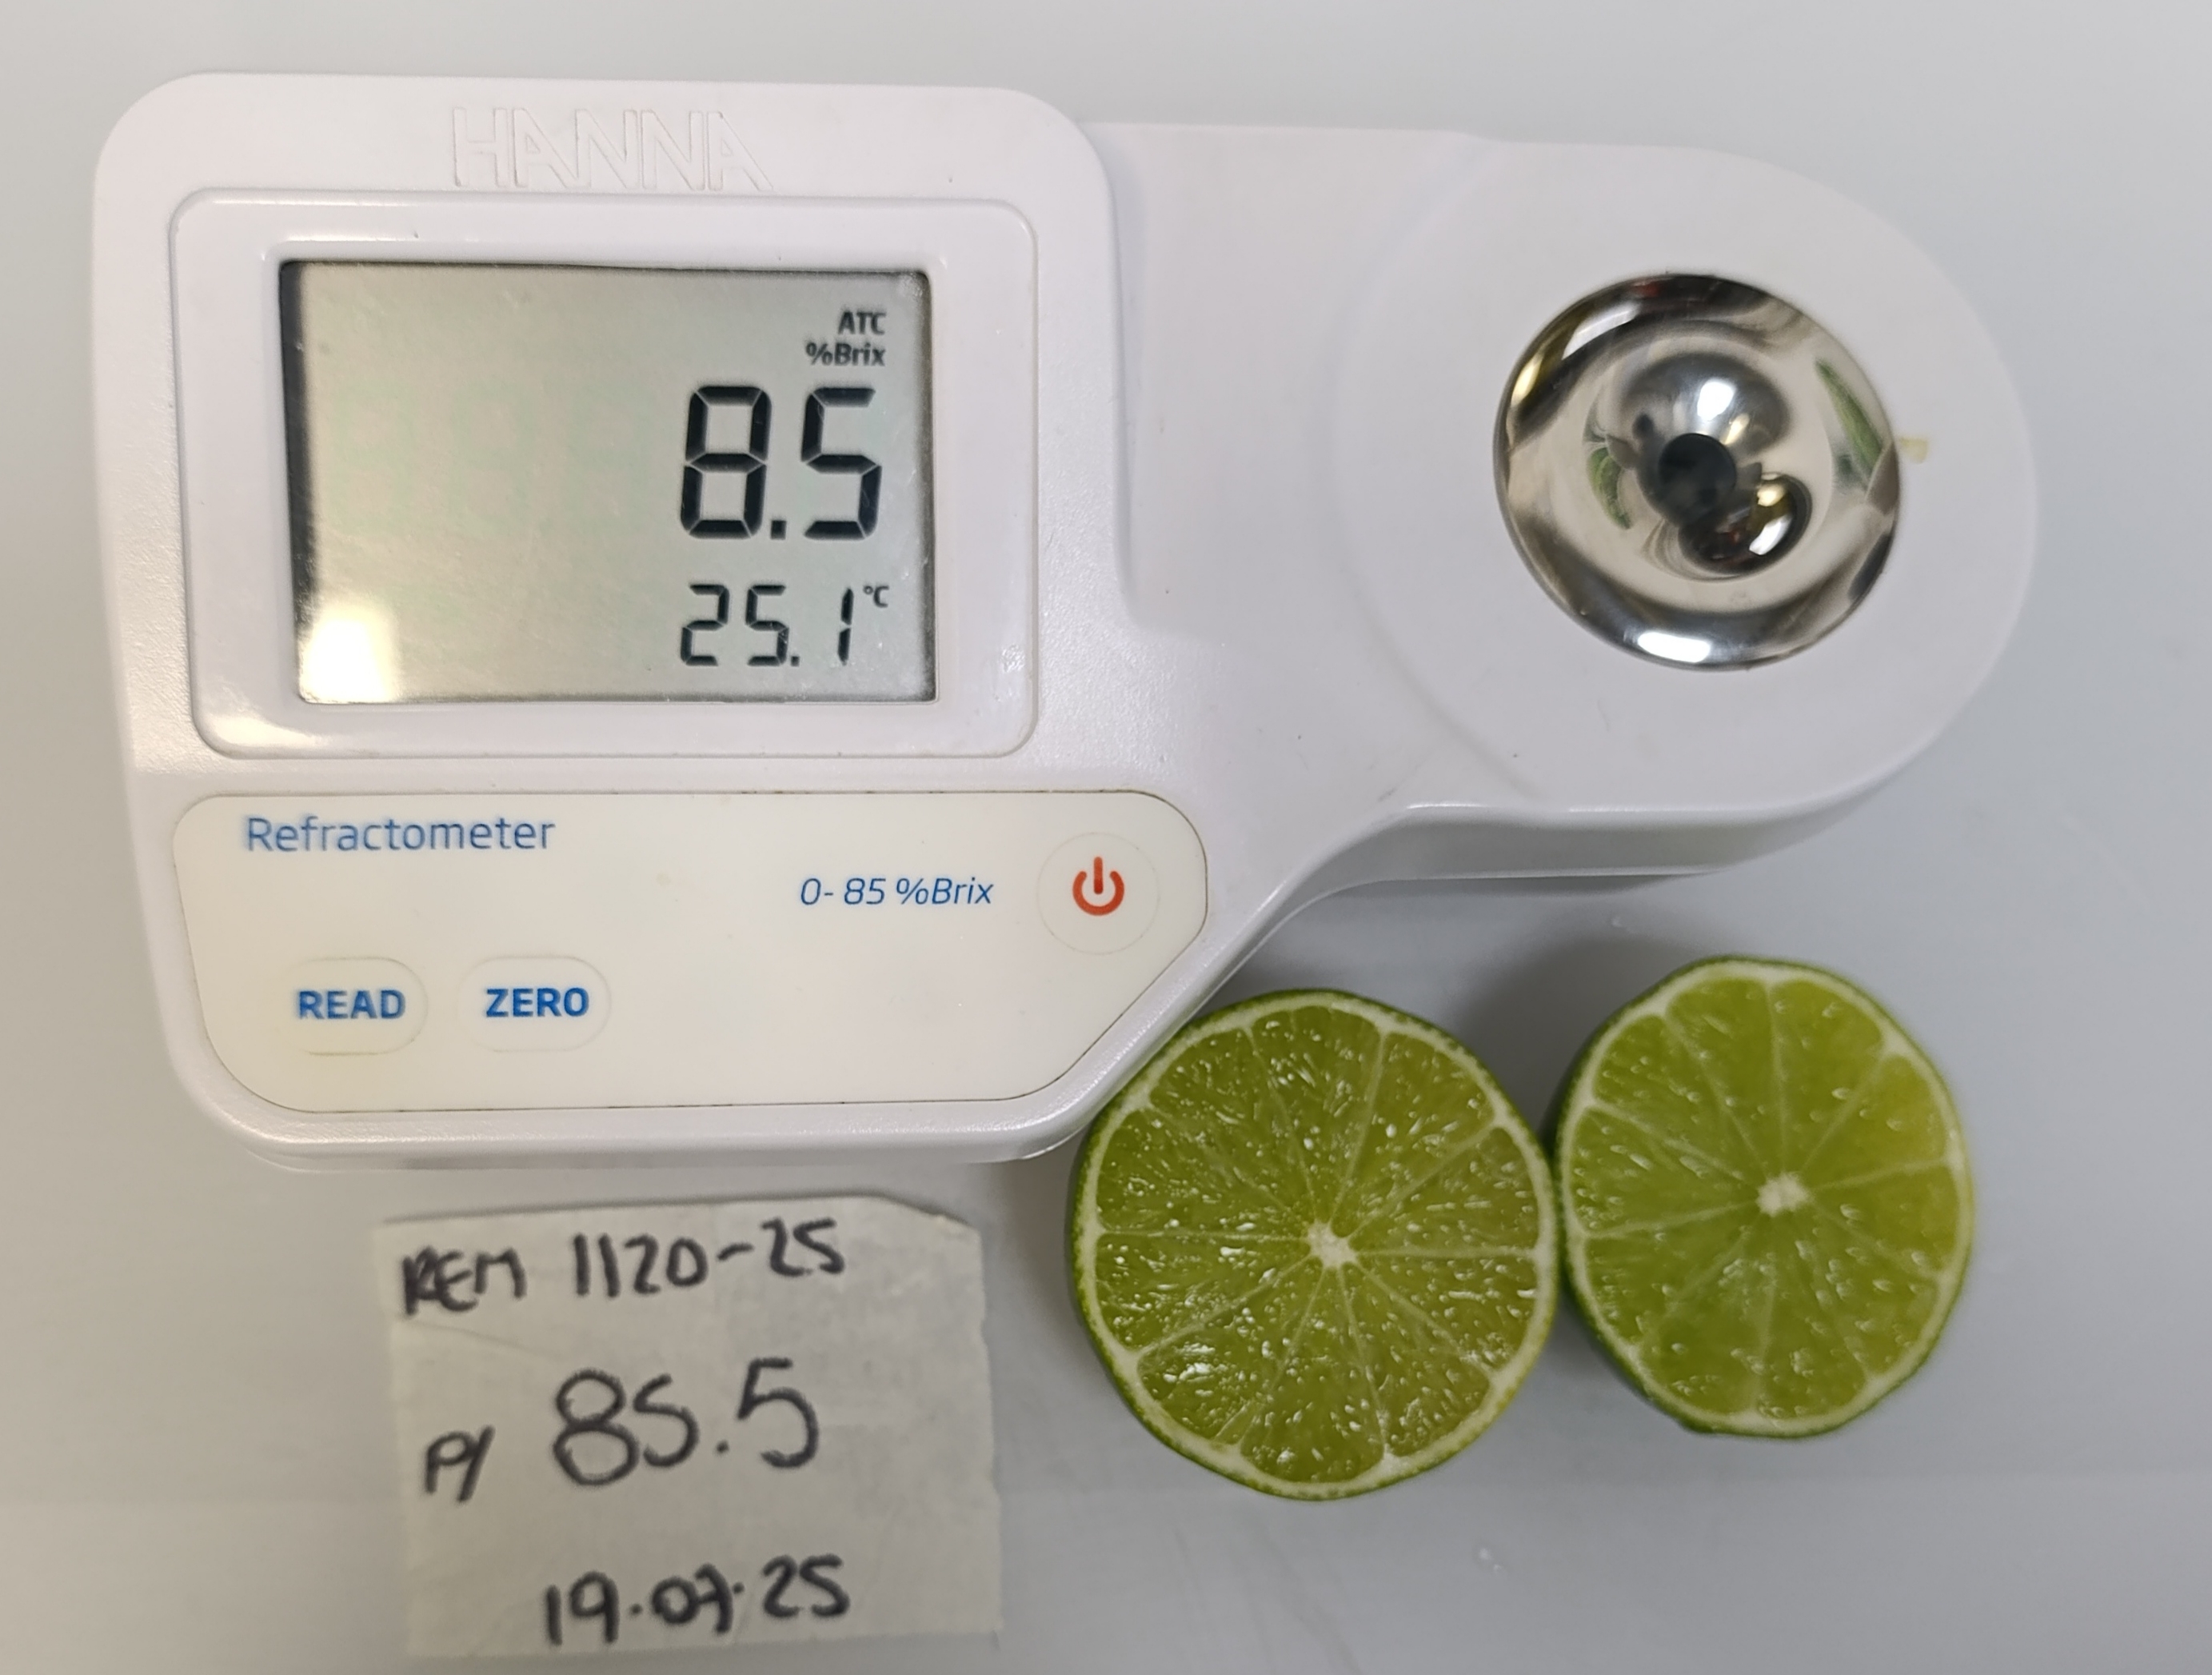 HANNA
ATC
%Brix
8.5
25.1 °C
Refractometer
0- 85 %Brix
READ ZERO
REM 1120-25
P/ 85.5
19.07.25